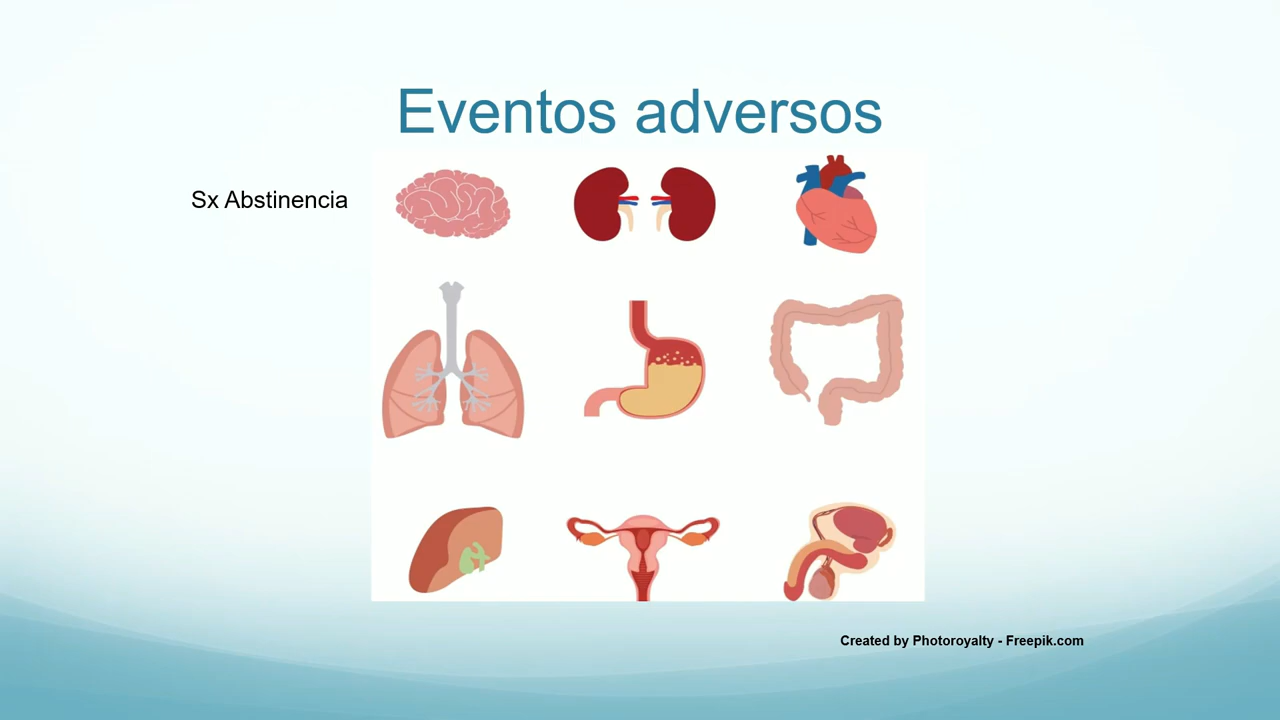 Eventos adversos
Sx Abstinencia
Created by Photoroyalty - Freepik.com